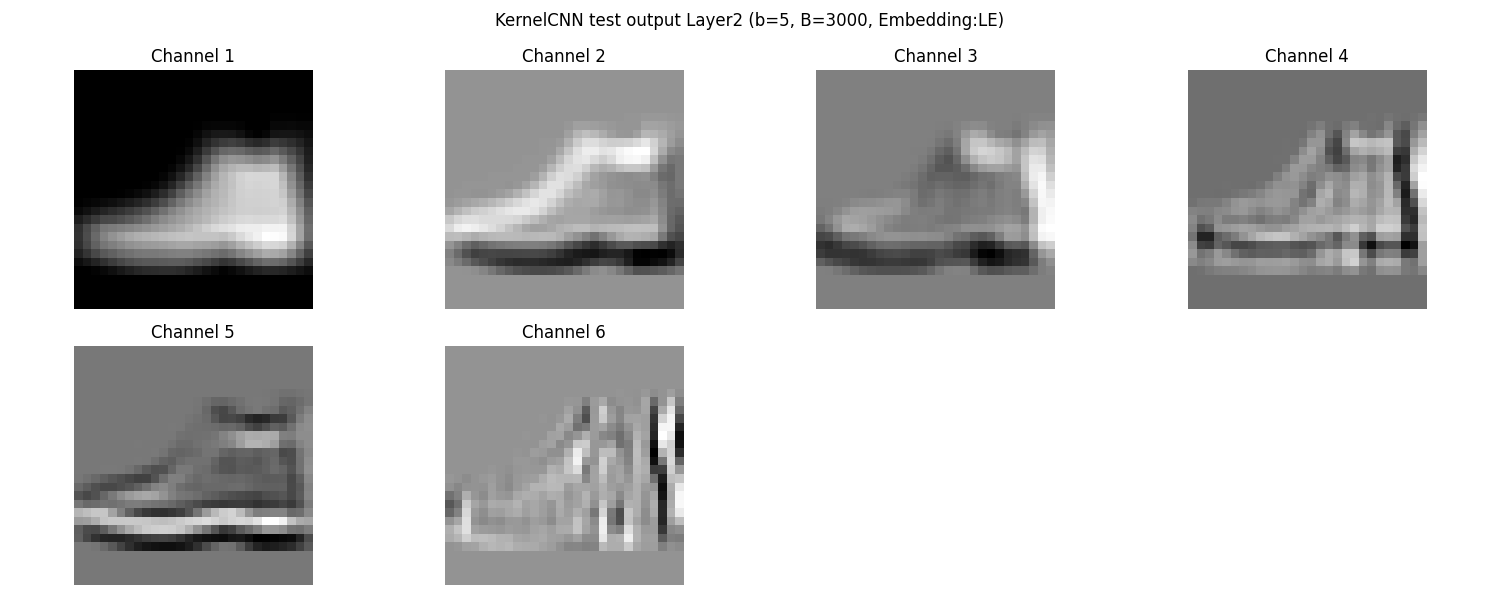 KernelCNN test output Layer2 (b=5, B=3000, Embedding:LE)
Channel 1
Channel 2
Channel 3
Channel 4
Channel 5
Channel 6